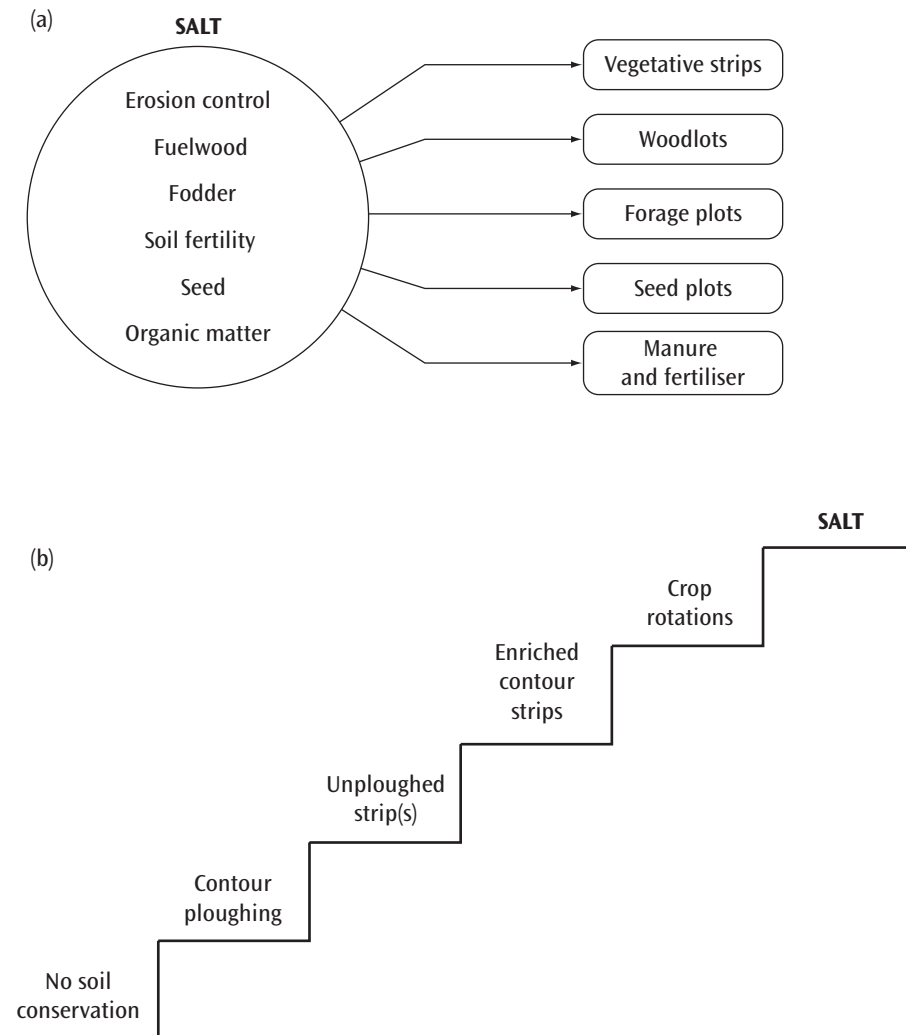 (a)
SALT
Erosion control
Fuelwood
Fodder
Soil fertility
Seed
Organic matter
Vegetative strips
Woodlots
Forage plots
Seed plots
Manure
and fertiliser
(b)
SALT
Crop
rotations
Enriched
contour
strips
Unploughed
strip(s)
Contour
ploughing
No soil
conservation